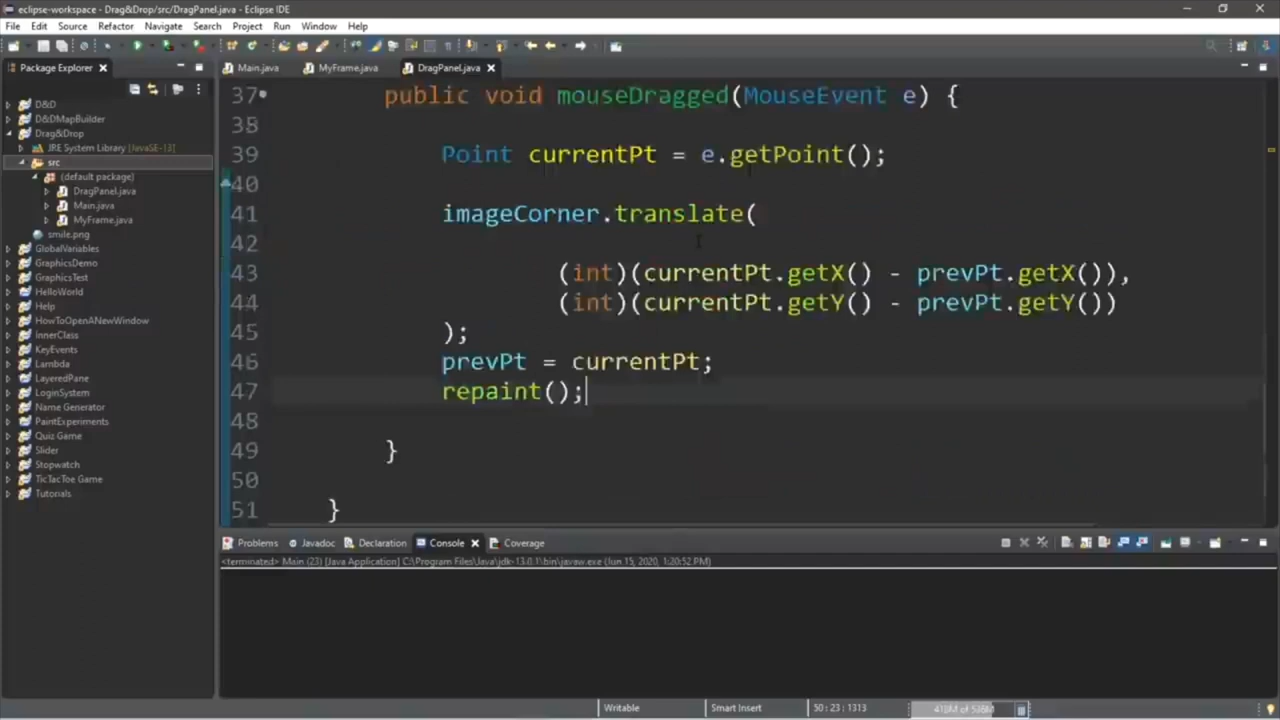 eclipse-workspace - Drag&Drop/src/DragPanel.java - Eclipse IDE
File Edit Source Refactor Navigate Search Project Run Window Help
Package Explorer
Main.java MyFrame.java DragPanel.java
D&D
D&DMapBuilder
Drag&Drop
JRE System Library [JavaSE-13]
src
(default package)
DragPanel.java
Main.java
MyFrame.java
smile.png
GlobalVariables
GraphicsDemo
GraphicsTest
HelloWorld
Help
HowToOpenANewWindow
InnerClass
KeyEvents
Lambda
LayeredPane
LoginSystem
Name Generator
PaintExperiments
Quiz Game
Slider
Stopwatch
TicTacToe Game
Tutorials
37 public void mouseDragged(MouseEvent e) {
38
39 Point currentPt = e.getPoint();
40
41 imageCorner.translate(
42
43 (int)(currentPt.getX() - prevPt.getX()),
44 (int)(currentPt.getY() - prevPt.getY())
45 );
46 prevPt = currentPt;
47 repaint();
48
49 }
50
51 }
Problems Javadoc Declaration Console Coverage
<terminated> Main (23) [Java Application] C:\Program Files\Java\jdk-13.0.1\bin\javaw.exe (Jun 15, 2020, 1:20:52 PM)
Writable Smart Insert 50 : 23 : 1313